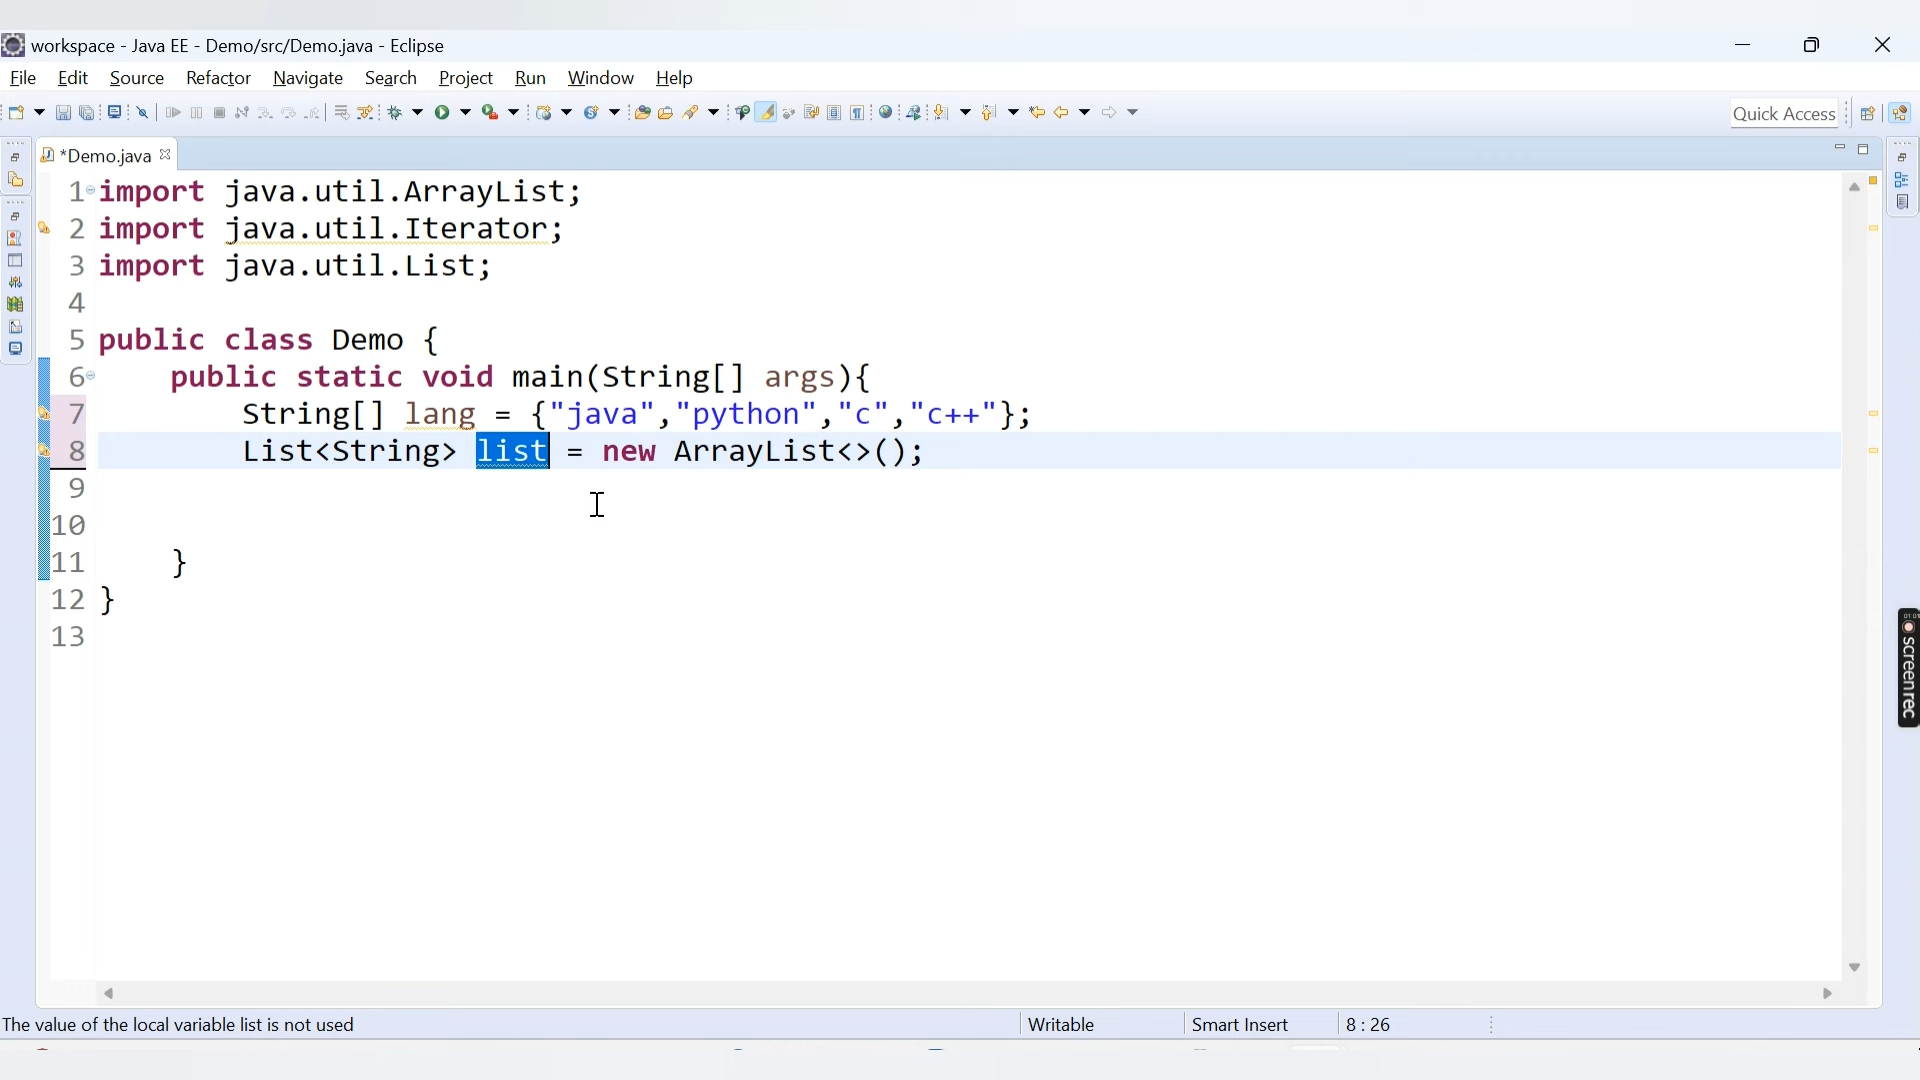 workspace - Java EE - Demo/src/Demo.java - Eclipse
File Edit Source Refactor Navigate Search Project Run Window Help
Quick Access
*Demo.java
1 import java.util.ArrayList;
2 import java.util.Iterator;
3 import java.util.List;
4
5 public class Demo {
6 public static void main(String[] args){
7 String[] lang = {"java","python","c","c++"};
8 List<String> list = new ArrayList<>();
9
10
11 }
12 }
13
screenrec
The value of the local variable list is not used Writable Smart Insert 8 : 26